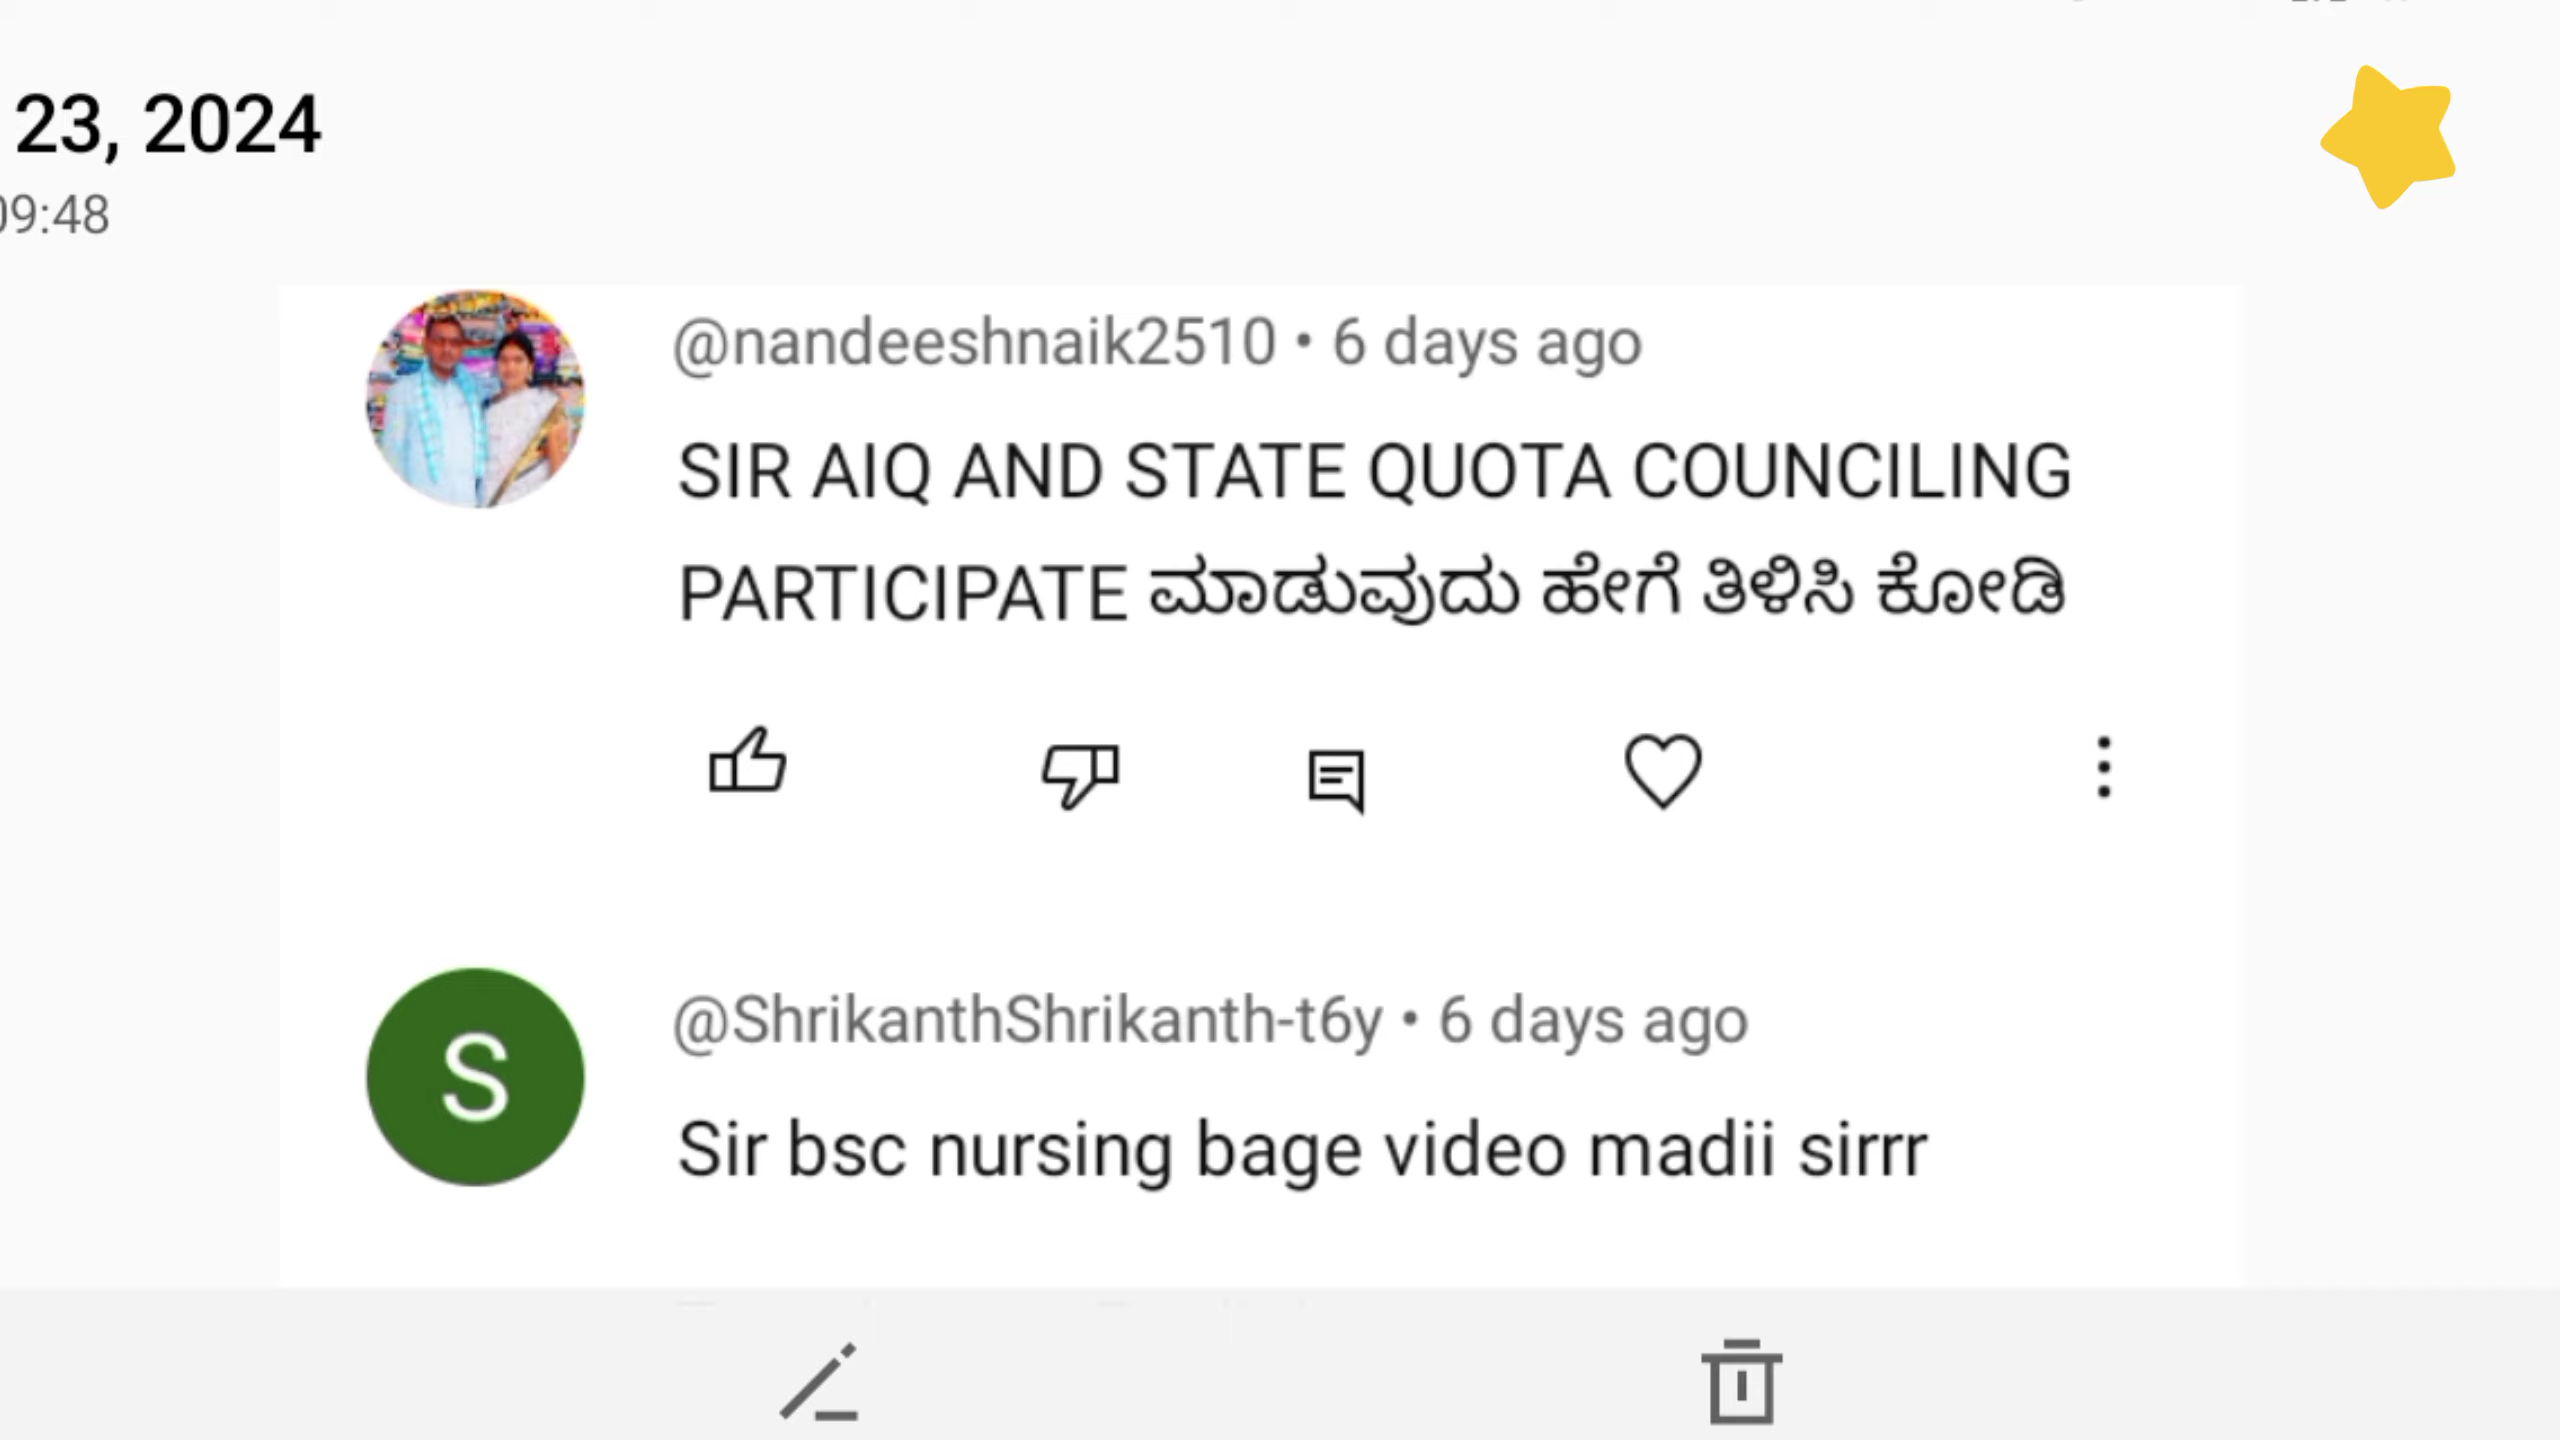 23, 2024
09:48
@nandeeshnaik2510 • 6 days ago
SIR AIQ AND STATE QUOTA COUNCILING
PARTICIPATE ಮಾಡುವುದು ಹೇಗೆ ತಿಳಿಸಿ ಕೋಡಿ
S
@ShrikanthShrikanth-t6y • 6 days ago
Sir bsc nursing bage video madii sirrr